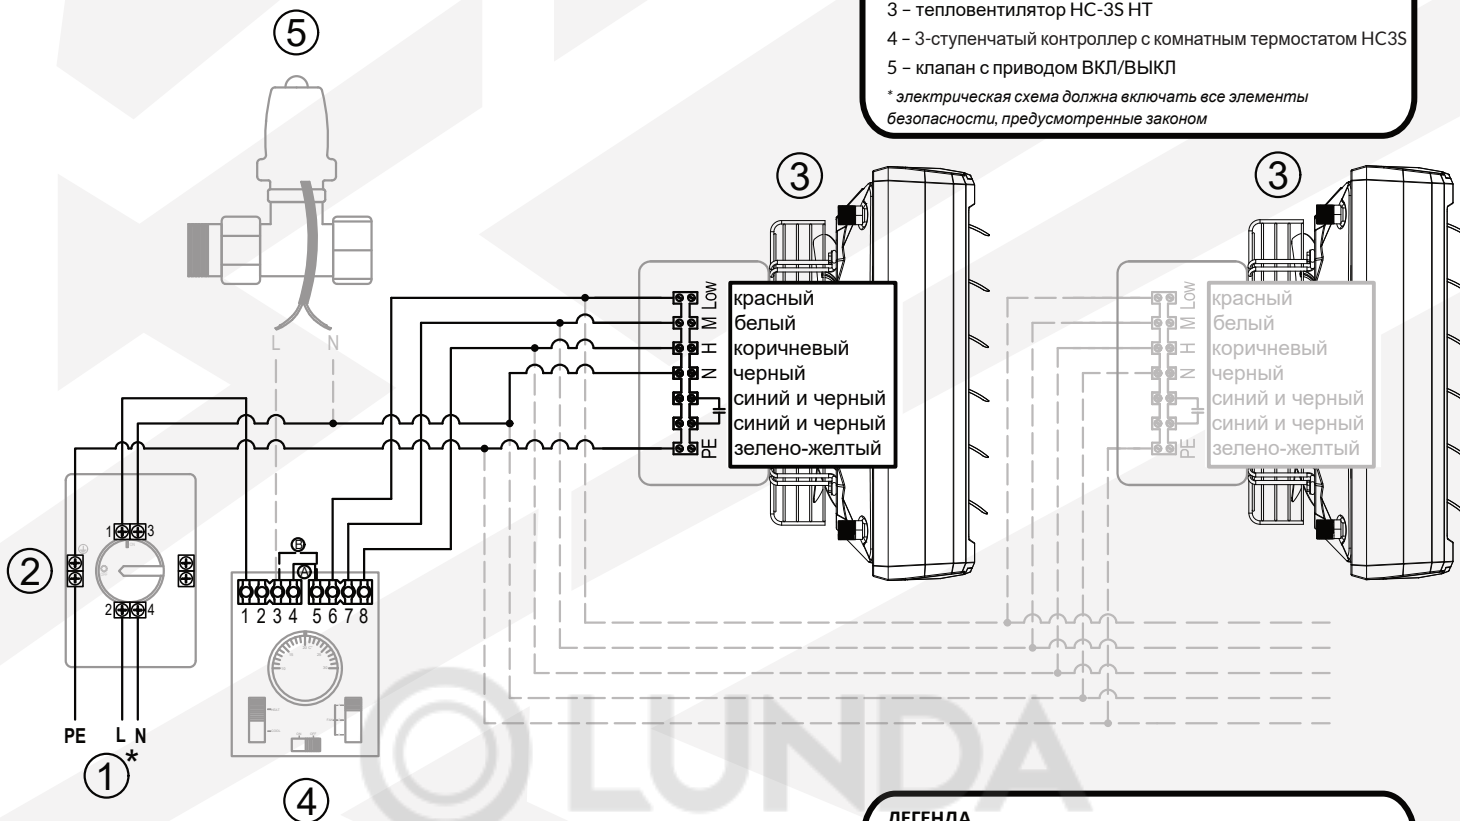 3 – тепловентилятор HC-3S HT
4 – 3-ступенчатый контроллер с комнатным термостатом HC3S
5 – клапан с приводом ВКЛ/ВЫКЛ
* электрическая схема должна включать все элементы
безопасности, предусмотренные законом
5
3
3
Low красный
M белый
H коричневый
N черный
синий и черный
синий и черный
PE зелено-желтый
Low красный
M белый
H коричневый
N черный
синий и черный
синий и черный
PE зелено-желтый
L N
1 3
2
2 4
B
A
1 2 3 4 5 6 7 8
PE L N
1*
4
LUNDA
ЛЕГЕНДА